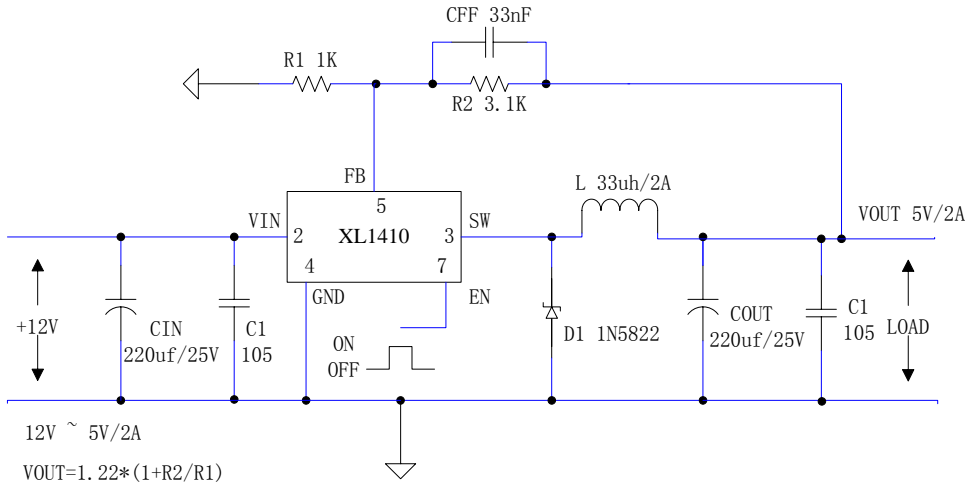 CFF 33nF
R1 1K
R2 3.1K
FB
L 33uh/2A
5
VIN
SW
VOUT 5V/2A
2
XL1410
3
4
7
GND
EN
+12V
CIN
220uf/25V
C1
105
ON
OFF
D1 1N5822
COUT
220uf/25V
C1
105
LOAD
12V ~ 5V/2A
VOUT=1.22*(1+R2/R1)